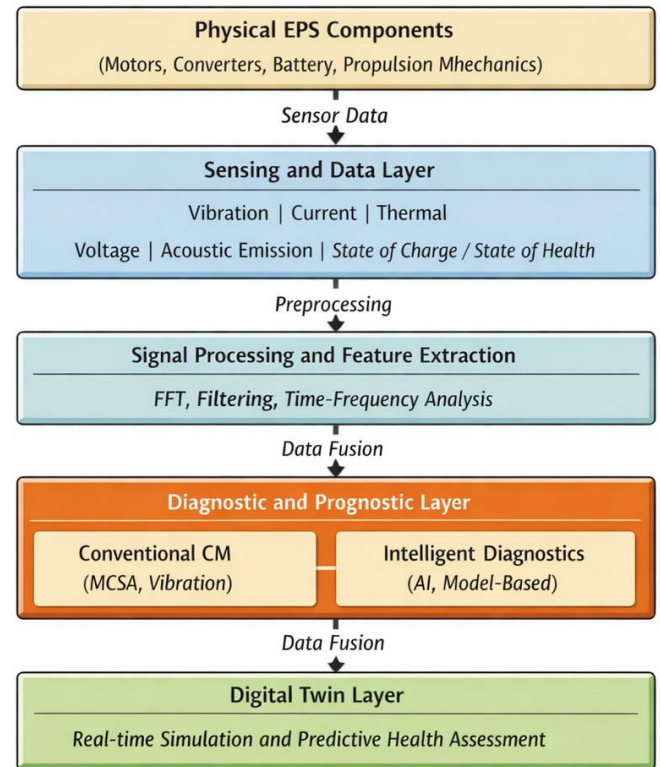 Physical EPS Components
(Motors, Converters, Battery, Propulsion Mhechanics)
Sensor Data
Sensing and Data Layer
Vibration | Current | Thermal
Voltage | Acoustic Emission | State of Charge / State of Health
Preprocessing
Signal Processing and Feature Extraction
FFT, Filtering, Time-Frequency Analysis
Data Fusion
Diagnostic and Prognostic Layer
Conventional CM
(MCSA, Vibration)
Intelligent Diagnostics
(AI, Model-Based)
Data Fusion
Digital Twin Layer
Real-time Simulation and Predictive Health Assessment